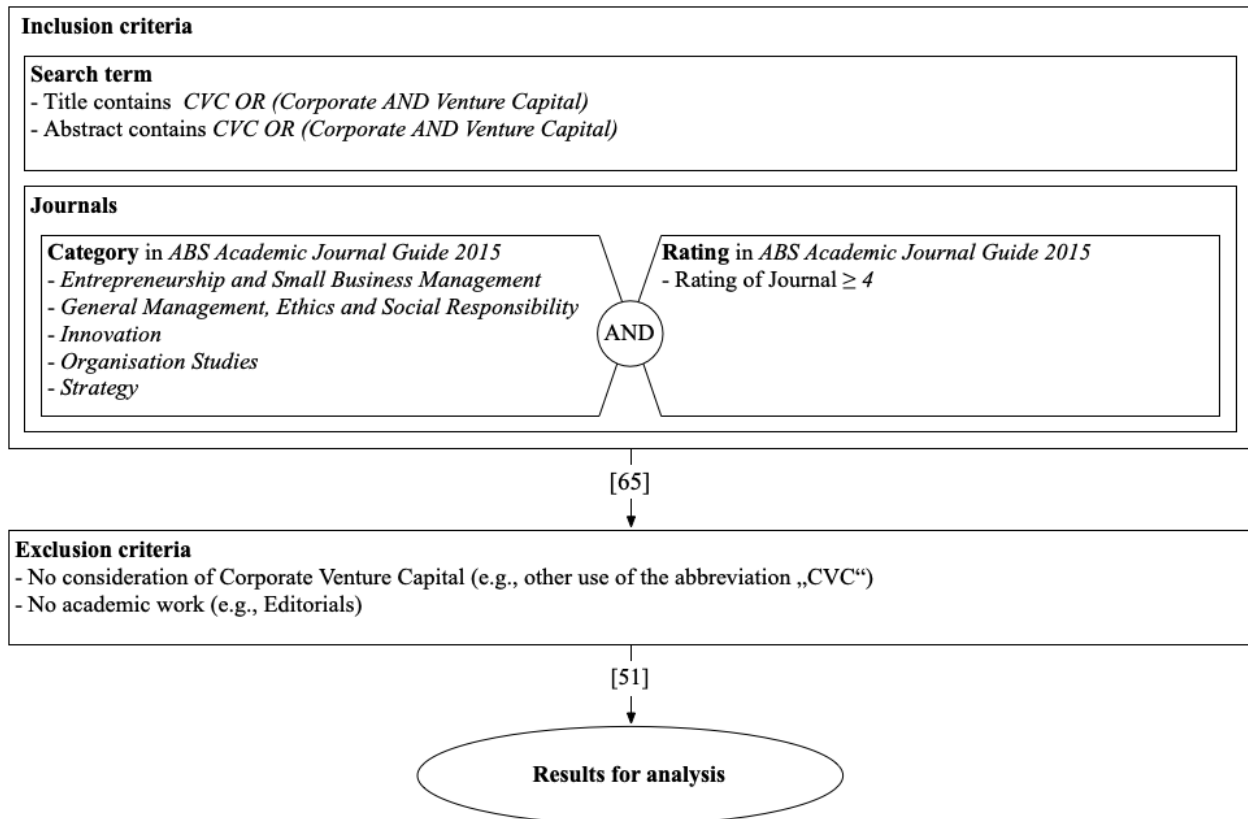 Inclusion criteria
Search term
- Title contains CVC OR (Corporate AND Venture Capital)
- Abstract contains CVC OR (Corporate AND Venture Capital)
Journals
Category in ABS Academic Journal Guide 2015
- Entrepreneurship and Small Business Management
- General Management, Ethics and Social Responsibility
- Innovation
- Organisation Studies
- Strategy
AND
Rating in ABS Academic Journal Guide 2015
- Rating of Journal ≥ 4
[65]
Exclusion criteria
- No consideration of Corporate Venture Capital (e.g., other use of the abbreviation „CVC“)
- No academic work (e.g., Editorials)
[51]
Results for analysis